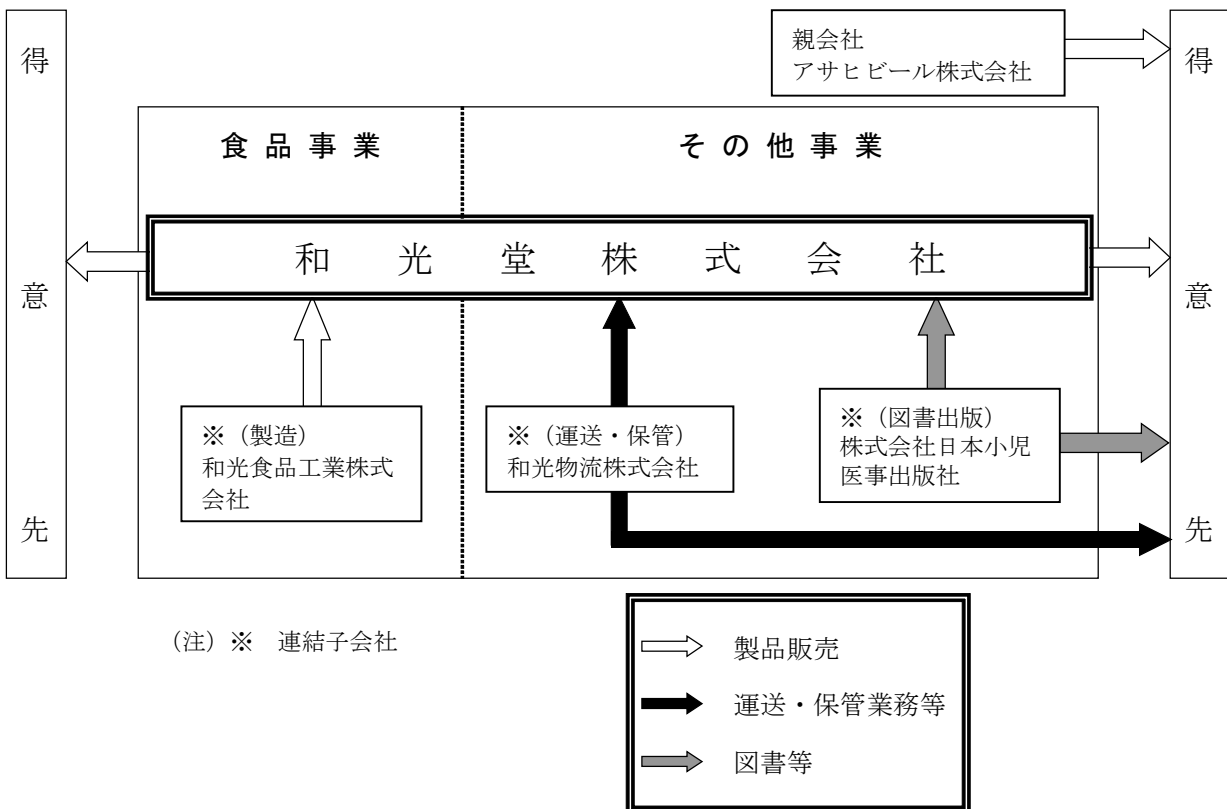 得意先
親会社
アサヒビール株式会社
得意先
食品事業
その他事業
和光堂株式会社
※（製造）
和光食品工業株式
会社
※（運送・保管）
和光物流株式会社
※（図書出版）
株式会社日本小児
医事出版社
（注）※　連結子会社
製品販売
運送・保管業務等
図書等